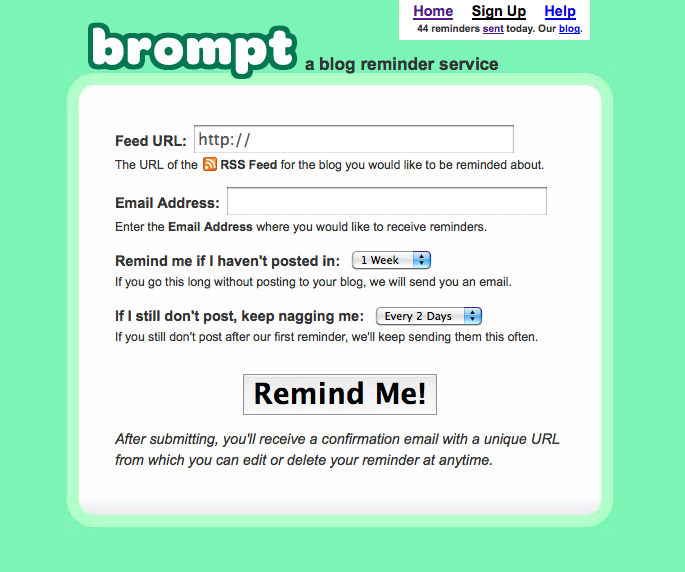 Home Sign Up Help
44 reminders sent today. Our blog.
brompt a blog reminder service
Feed URL: http://
The URL of the RSS Feed for the blog you would like to be reminded about.
Email Address:
Enter the Email Address where you would like to receive reminders.
Remind me if I haven't posted in: 1 Week
If you go this long without posting to your blog, we will send you an email.
If I still don't post, keep nagging me: Every 2 Days
If you still don't post after our first reminder, we'll keep sending them this often.
Remind Me!
After submitting, you'll receive a confirmation email with a unique URL
from which you can edit or delete your reminder at anytime.